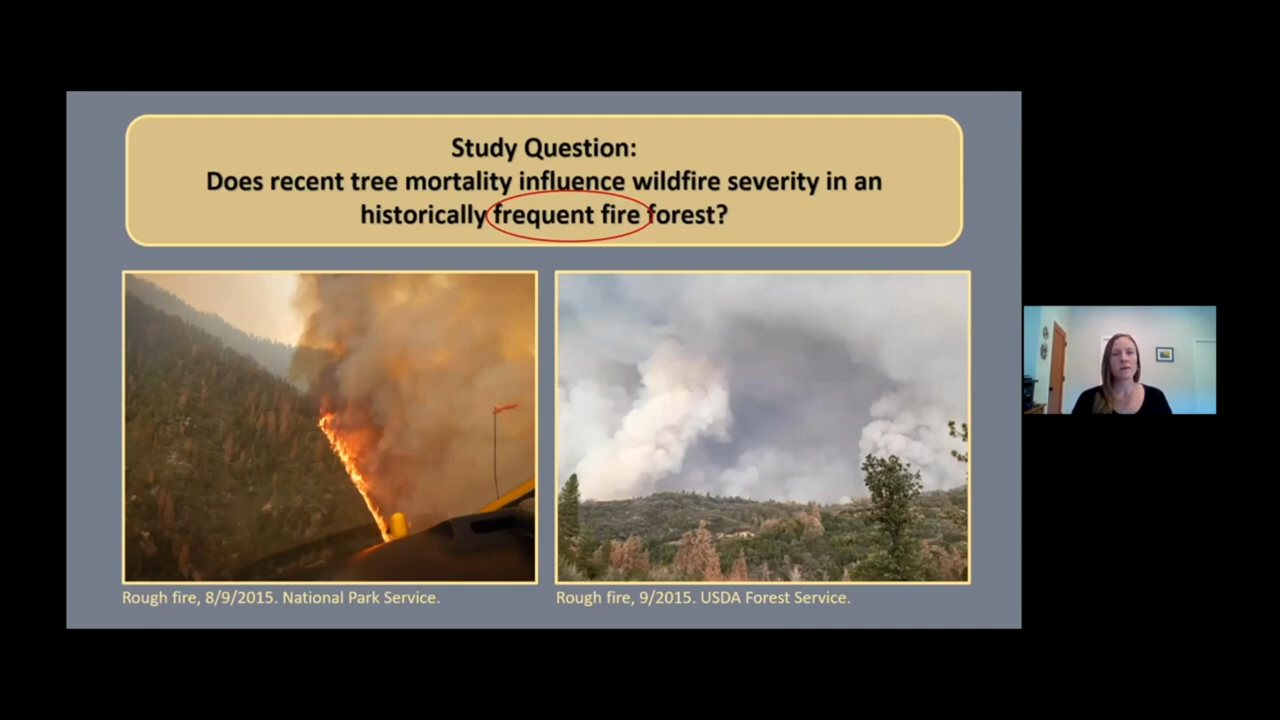 Study Question:
Does recent tree mortality influence wildfire severity in an
historically frequent fire forest?
Rough fire, 8/9/2015. National Park Service.
Rough fire, 9/2015. USDA Forest Service.